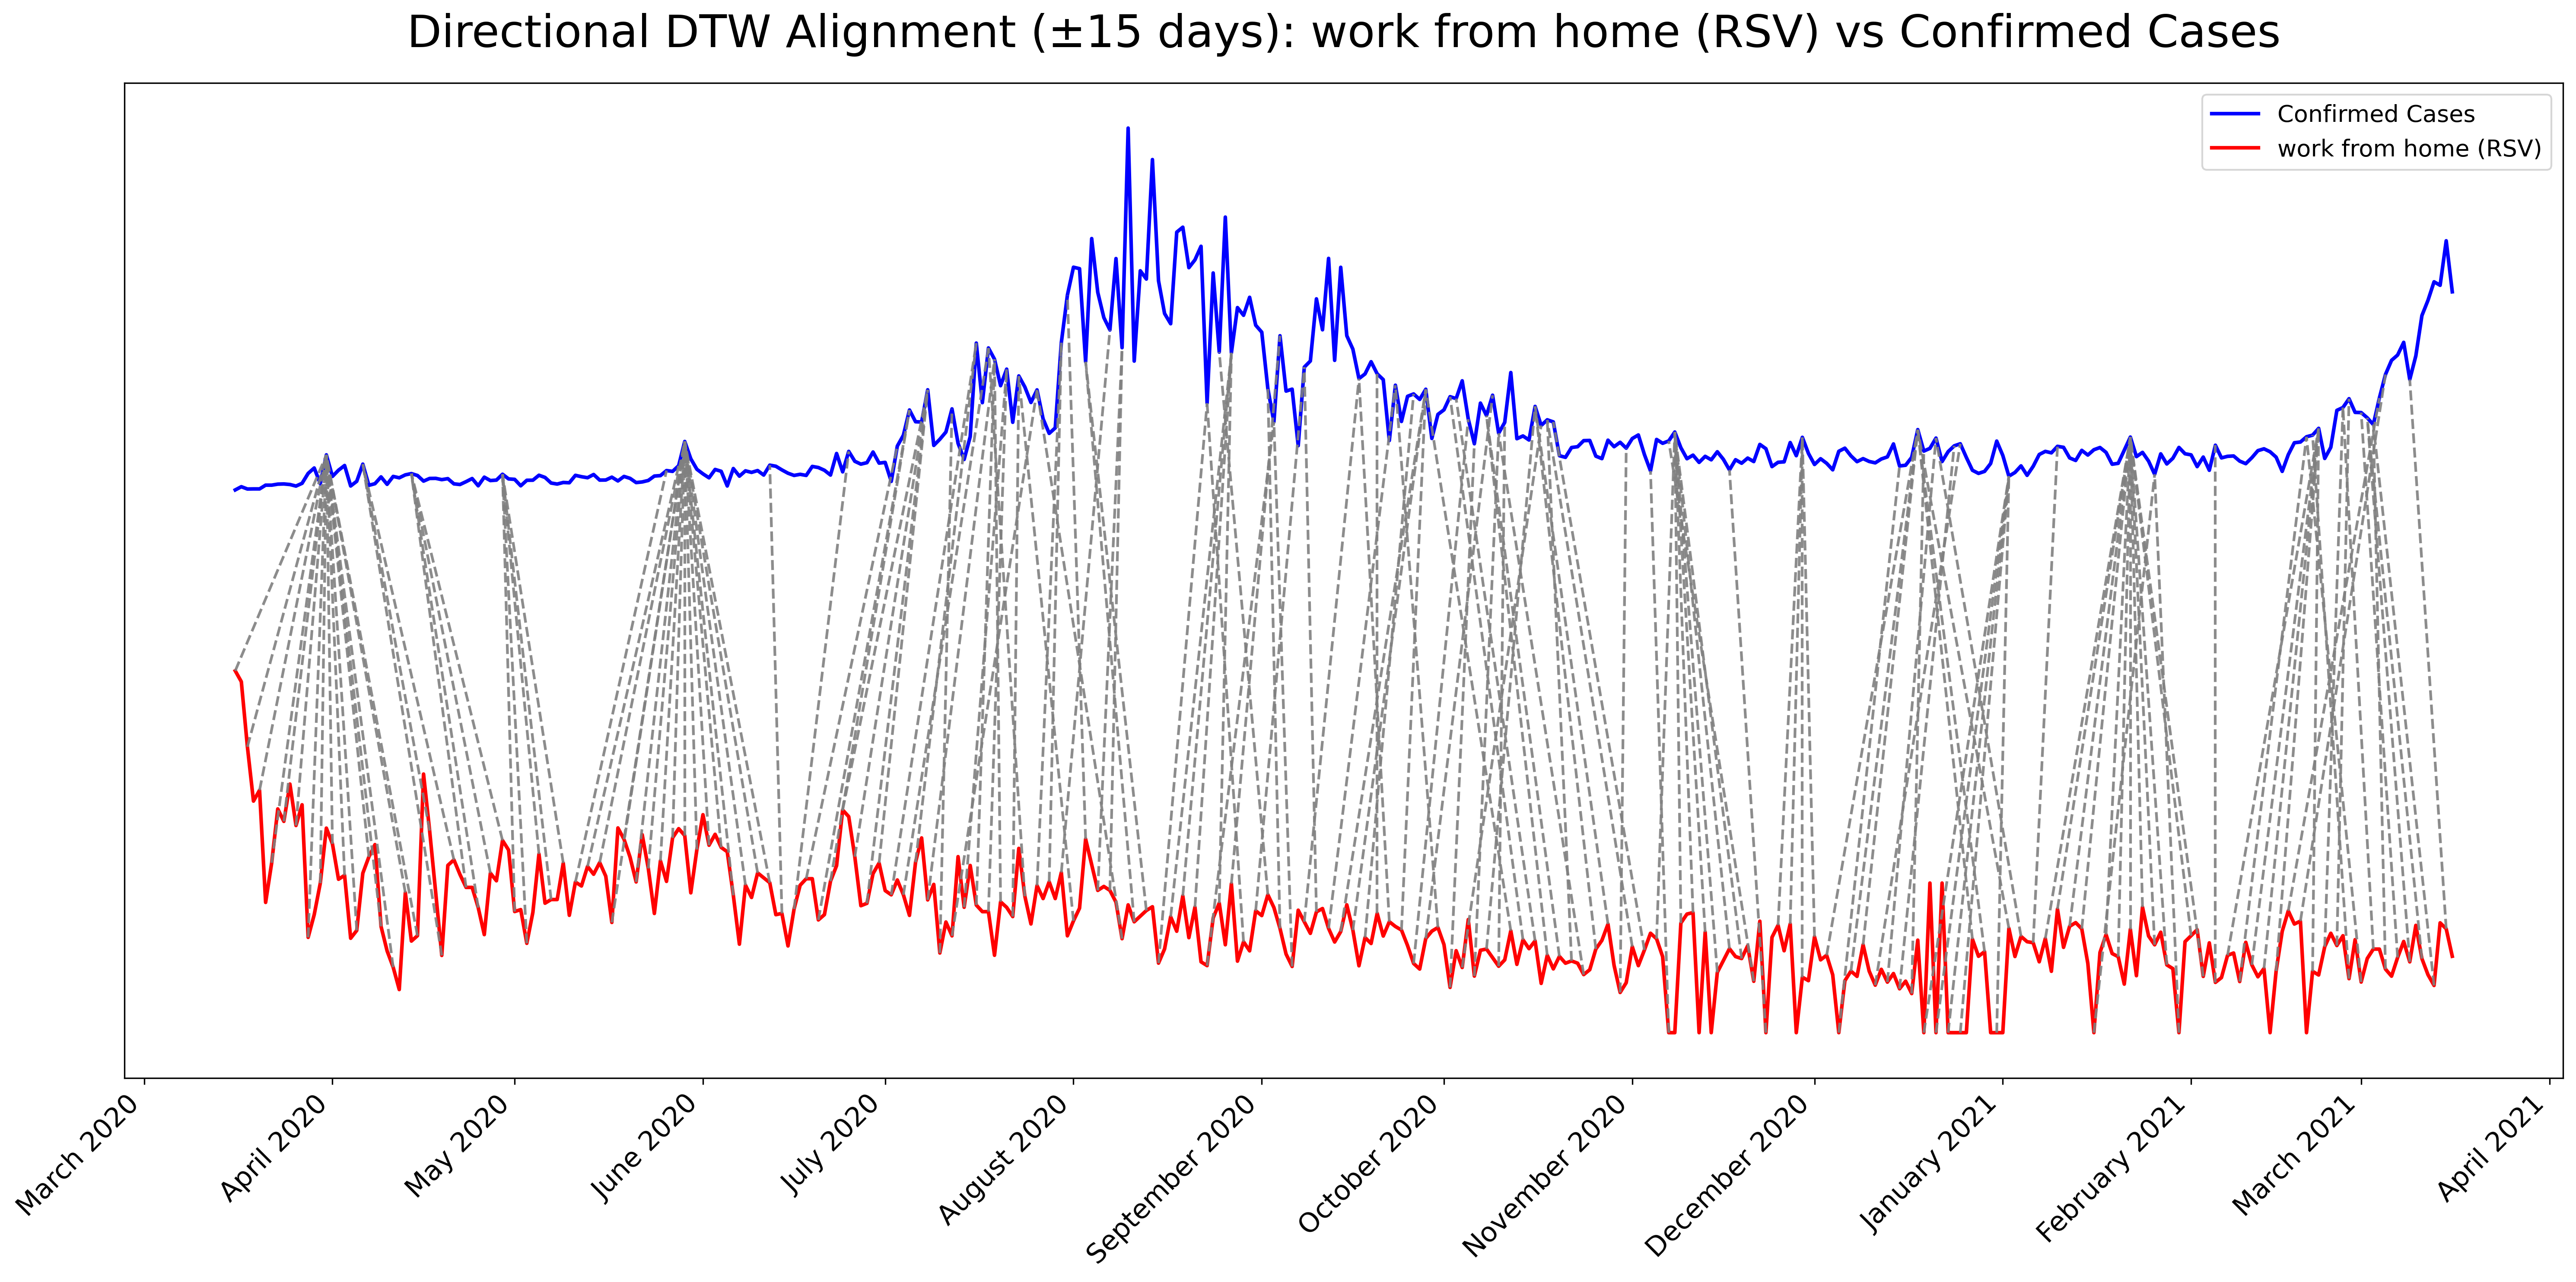 Directional DTW Alignment (±15 days): work from home (RSV) vs Confirmed Cases
Confirmed Cases
work from home (RSV)
March 2020
April 2020
May 2020
June 2020
July 2020
August 2020
September 2020
October 2020
November 2020
December 2020
January 2021
February 2021
March 2021
April 2021